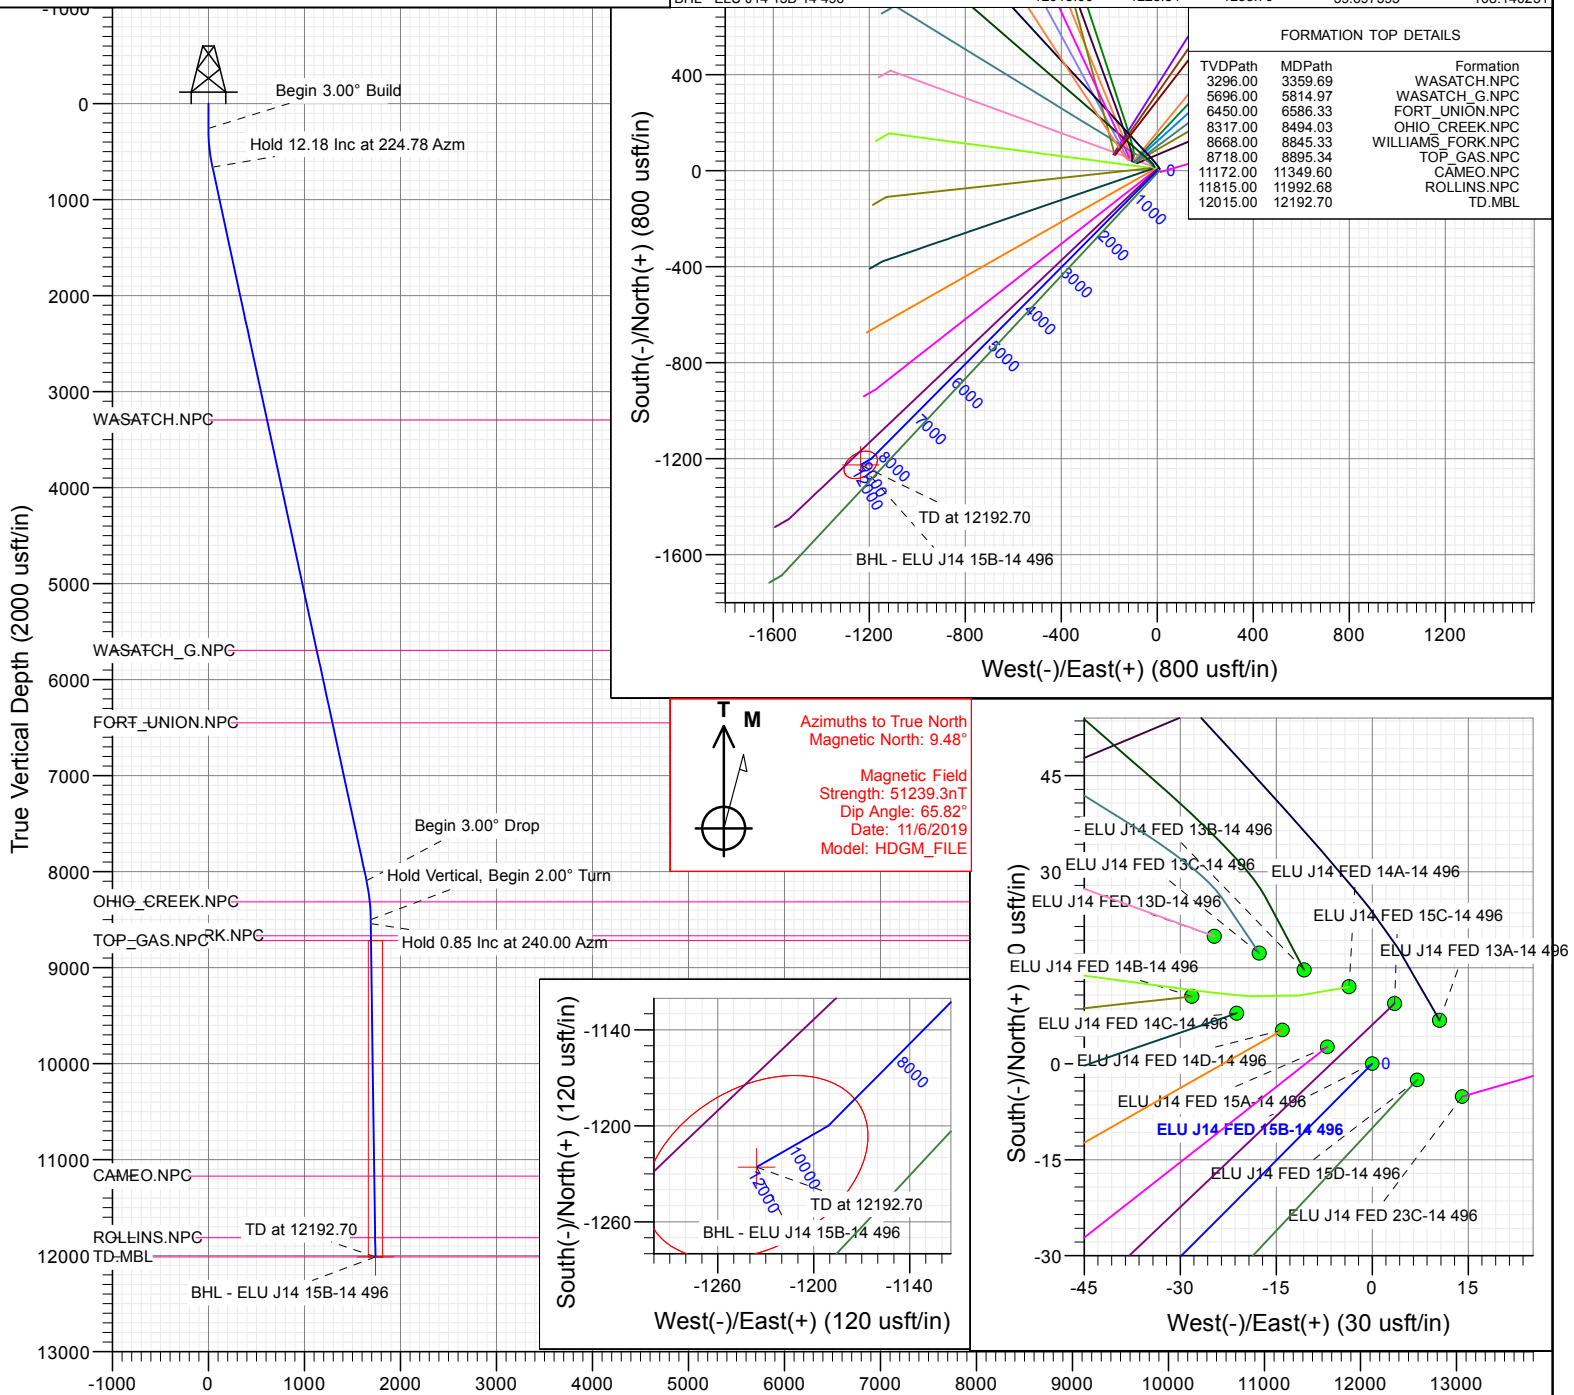 -1000
0
1000
2000
3000
4000
5000
6000
7000
8000
9000
10000
11000
12000
13000
True Vertical Depth (2000 usft/in)
Begin 3.00° Build
Hold 12.18 Inc at 224.78 Azm
WASATCH.NPC
WASATCH_G.NPC
FORT_UNION.NPC
Begin 3.00° Drop
Hold Vertical, Begin 2.00° Turn
OHIO_CREEK.NPC
RK.NPC
TOP_GAS.NPC
Hold 0.85 Inc at 240.00 Azm
CAMEO.NPC
ROLLINS.NPC
TD at 12192.70
TD.MBL
BHL - ELU J14 15B-14 496
-1000 0 1000 2000 3000 4000 5000 6000 7000 8000 9000 10000 11000 12000 13000
400
0
-400
-800
-1200
-1600
South(-)/North(+) (800 usft/in)
0
1000
2000
3000
4000
5000
6000
7000
8000
TD at 12192.70
BHL - ELU J14 15B-14 496
-1600 -1200 -800 -400 0 400 800 1200
West(-)/East(+) (800 usft/in)
FORMATION TOP DETAILS
TVDPath MDPath Formation
3296.00 3359.69 WASATCH.NPC
5696.00 5814.97 WASATCH_G.NPC
6450.00 6586.33 FORT_UNION.NPC
8317.00 8494.03 OHIO_CREEK.NPC
8668.00 8845.33 WILLIAMS_FORK.NPC
8718.00 8895.34 TOP_GAS.NPC
11172.00 11349.60 CAMEO.NPC
11815.00 11992.68 ROLLINS.NPC
12015.00 12192.70 TD.MBL
T M
Azimuths to True North
Magnetic North: 9.48°
Magnetic Field
Strength: 51239.3nT
Dip Angle: 65.82°
Date: 11/6/2019
Model: HDGM_FILE
-1140
-1200
-1260
South(-)/North(+) (120 usft/in)
8000
10000
12000
TD at 12192.70
BHL - ELU J14 15B-14 496
-1260 -1200 -1140
West(-)/East(+) (120 usft/in)
45
30
0
-15
-30
South(-)/North(+) 0 usft/in)
ELU J14 FED 13B-14 496
ELU J14 FED 13C-14 496
ELU J14 FED 14A-14 496
ELU J14 FED 13D-14 496
ELU J14 FED 15C-14 496
ELU J14 FED 13A-14 496
ELU J14 FED 14B-14 496
ELU J14 FED 14C-14 496
ELU J14 FED 14D-14 496
0
ELU J14 FED 15A-14 496
ELU J14 FED 15B-14 496
ELU J14 FED 15D-14 496
ELU J14 FED 23C-14 496
-45 -30 -15 0 15
West(-)/East(+) (30 usft/in)